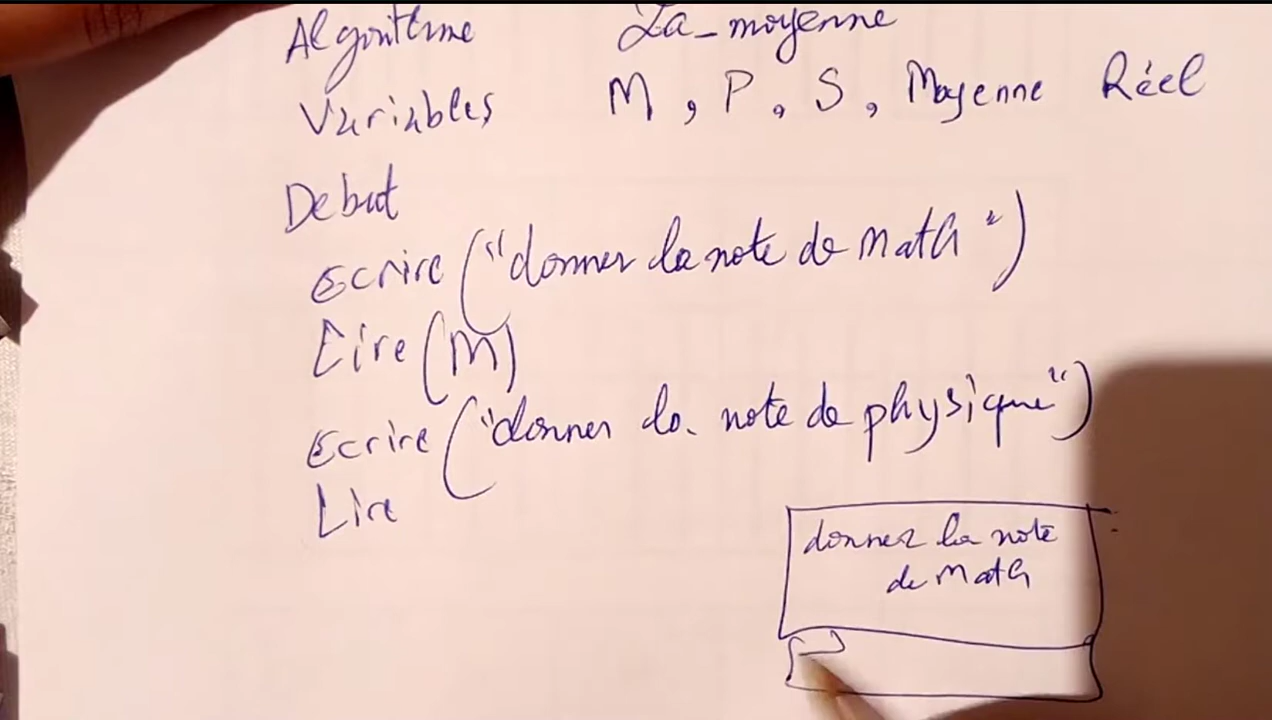 Algorithme La_moyenne
Variables M, P, S, Moyenne Réel
Debut
Ecrire ("donner la note de Math")
Lire (M)
Ecrire ("donner la note de physique")
Lire
donner la note
de Math